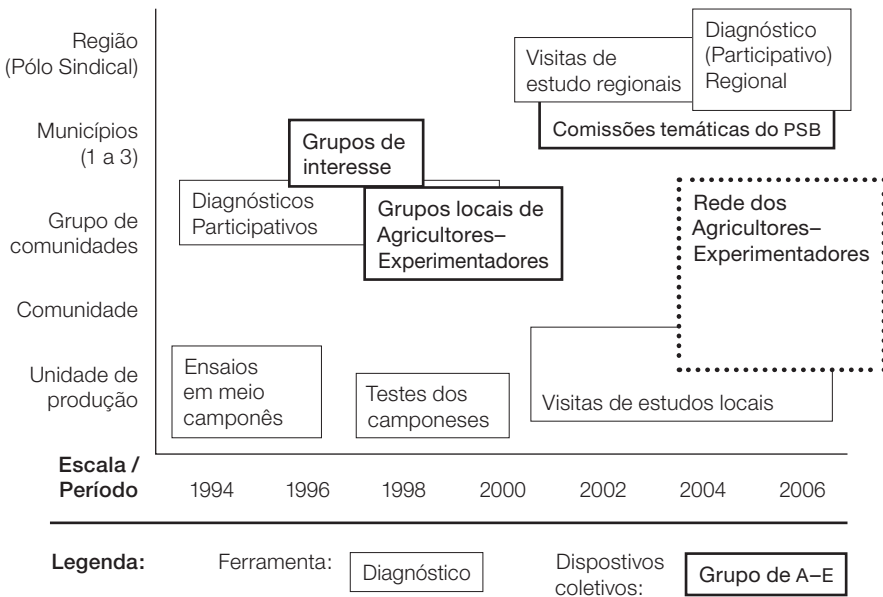 Região
(Pólo Sindical)
Municípios
(1 a 3)
Grupo de
comunidades
Comunidade
Unidade de
produção
Visitas de
estudo regionais
Diagnóstico
(Participativo)
Regional
Comissões temáticas do PSB
Grupos de
interesse
Diagnósticos
Participativos
Grupos locais de
Agricultores–
Experimentadores
Rede dos
Agricultores–
Experimentadores
Ensaios
em meio
camponês
Testes dos
camponeses
Visitas de estudos locais
Escala /
Período
1994 1996 1998 2000 2002 2004 2006
Legenda: Ferramenta: Diagnóstico Dispostivos
coletivos: Grupo de A–E